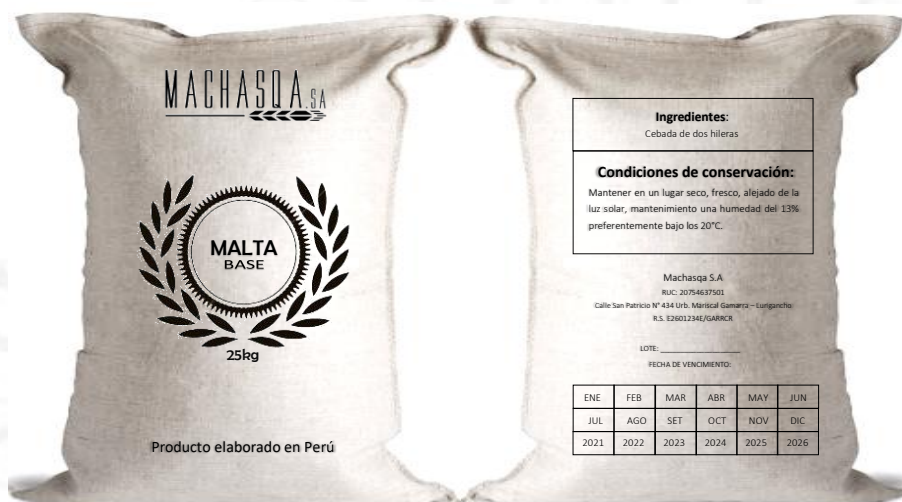 MACHASQA.SA
MALTA
BASE
25kg
Producto elaborado en Perú
Ingredientes:
Cebada de dos hileras
Condiciones de conservación:
Mantener en un lugar seco, fresco, alejado de la
luz solar, mantenimiento una humedad del 13%
preferentemente bajo los 20°C.
Machasqa S.A
RUC: 20754637501
Calle San Patricio N° 434 Urb. Mariscal Gamarra – Lurigancho
R.S. E2601234E/GARRCR
LOTE: ____________________
FECHA DE VENCIMIENTO:
ENE FEB MAR ABR MAY JUN
JUL AGO SET OCT NOV DIC
2021 2022 2023 2024 2025 2026